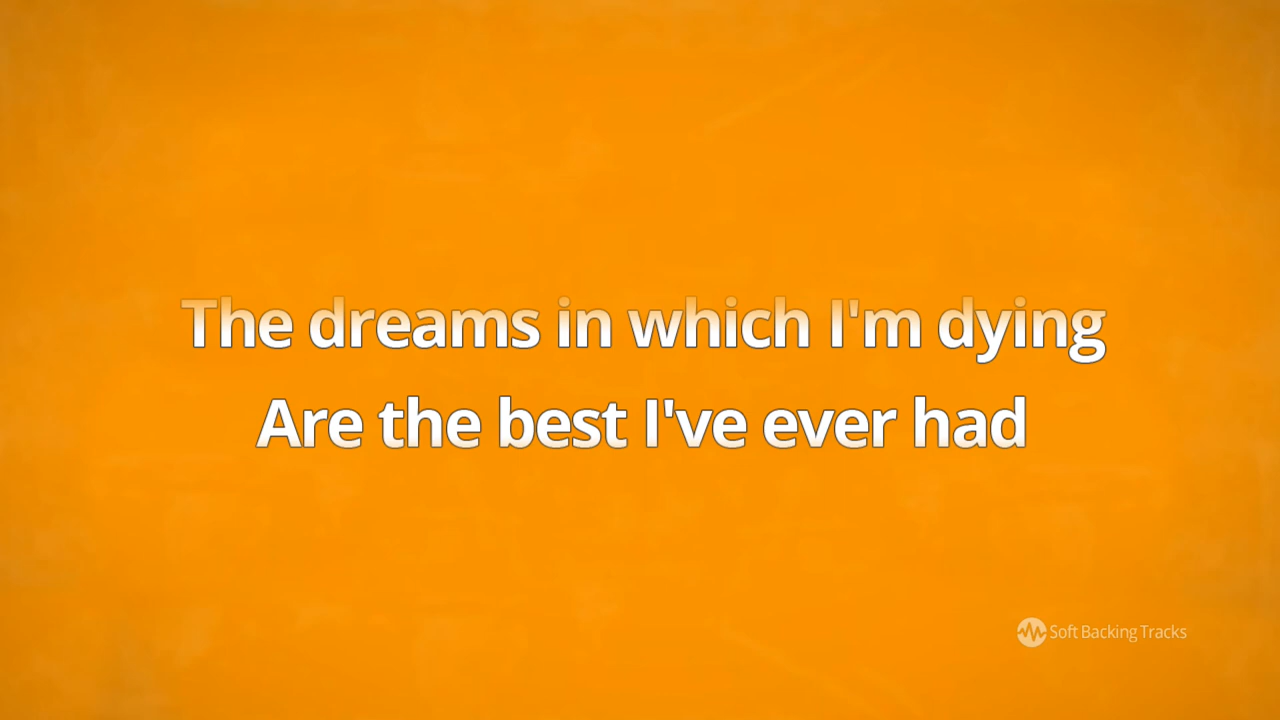 The dreams in which I'm dying
Are the best I've ever had
Soft Backing Tracks